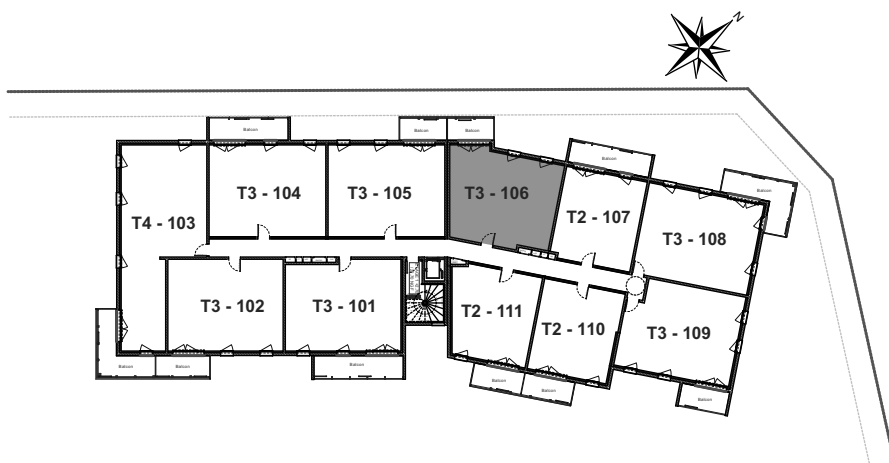 N
Balcon
Balcon
Balcon
Balcon
Balcon
T3 - 104
T3 - 105
T3 - 106
T2 - 107
T4 - 103
T3 - 108
T3 - 102
T3 - 101
T2 - 111
T2 - 110
T3 - 109
Balcon
Balcon
Balcon
Balcon
Balcon
Balcon